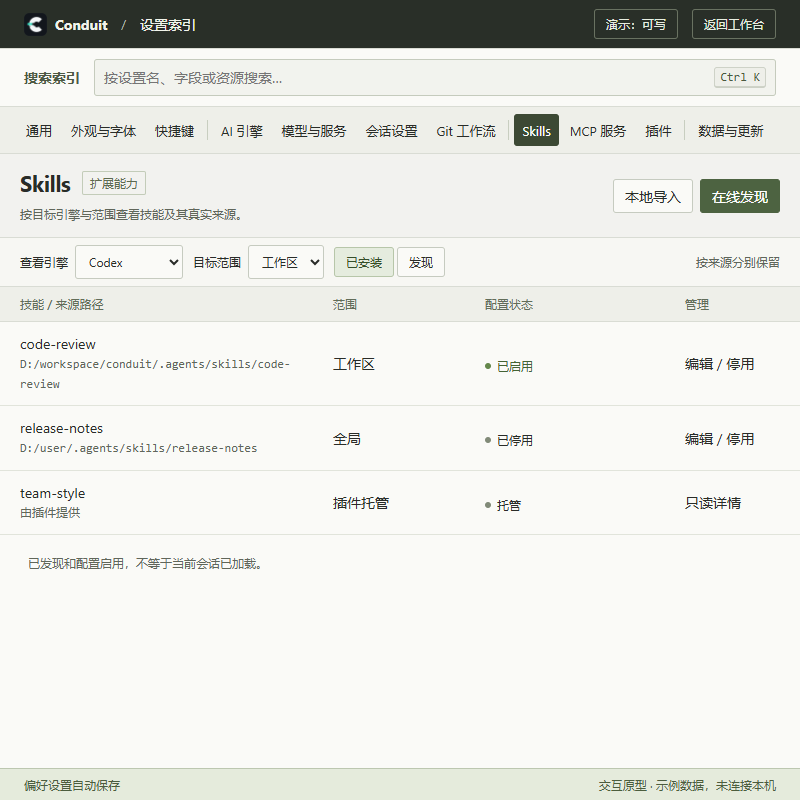 Conduit / 设置索引 演示：可写 返回工作台
搜索索引 按设置名、字段或资源搜索... Ctrl K
通用 外观与字体 快捷键 AI 引擎 模型与服务 会话设置 Git 工作流 Skills MCP 服务 插件 数据与更新
Skills 扩展能力
按目标引擎与范围查看技能及其真实来源。
本地导入 在线发现
查看引擎 Codex 目标范围 工作区 已安装 发现 按来源分别保留
技能 / 来源路径 范围 配置状态 管理
code-review
D:/workspace/conduit/.agents/skills/code-
review
工作区 已启用 编辑 / 停用
release-notes
D:/user/.agents/skills/release-notes
全局 已停用 编辑 / 停用
team-style
由插件提供
插件托管 托管 只读详情
已发现和配置启用，不等于当前会话已加载。
偏好设置自动保存 交互原型 · 示例数据，未连接本机